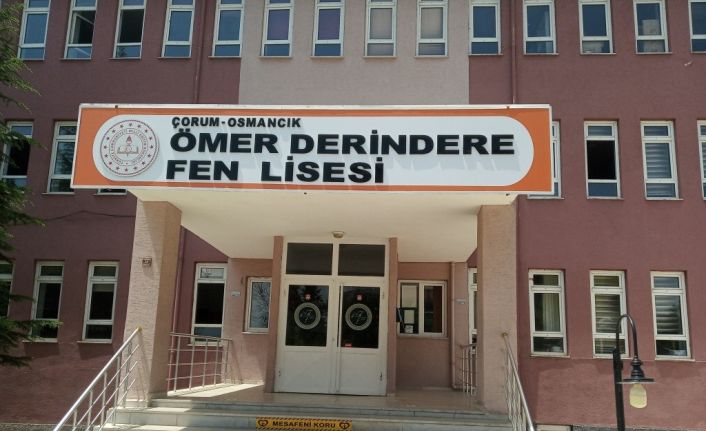 ÇORUM-OSMANCIK
ÖMER DERİNDERE
FEN LİSESİ
MESAFENİ KORU